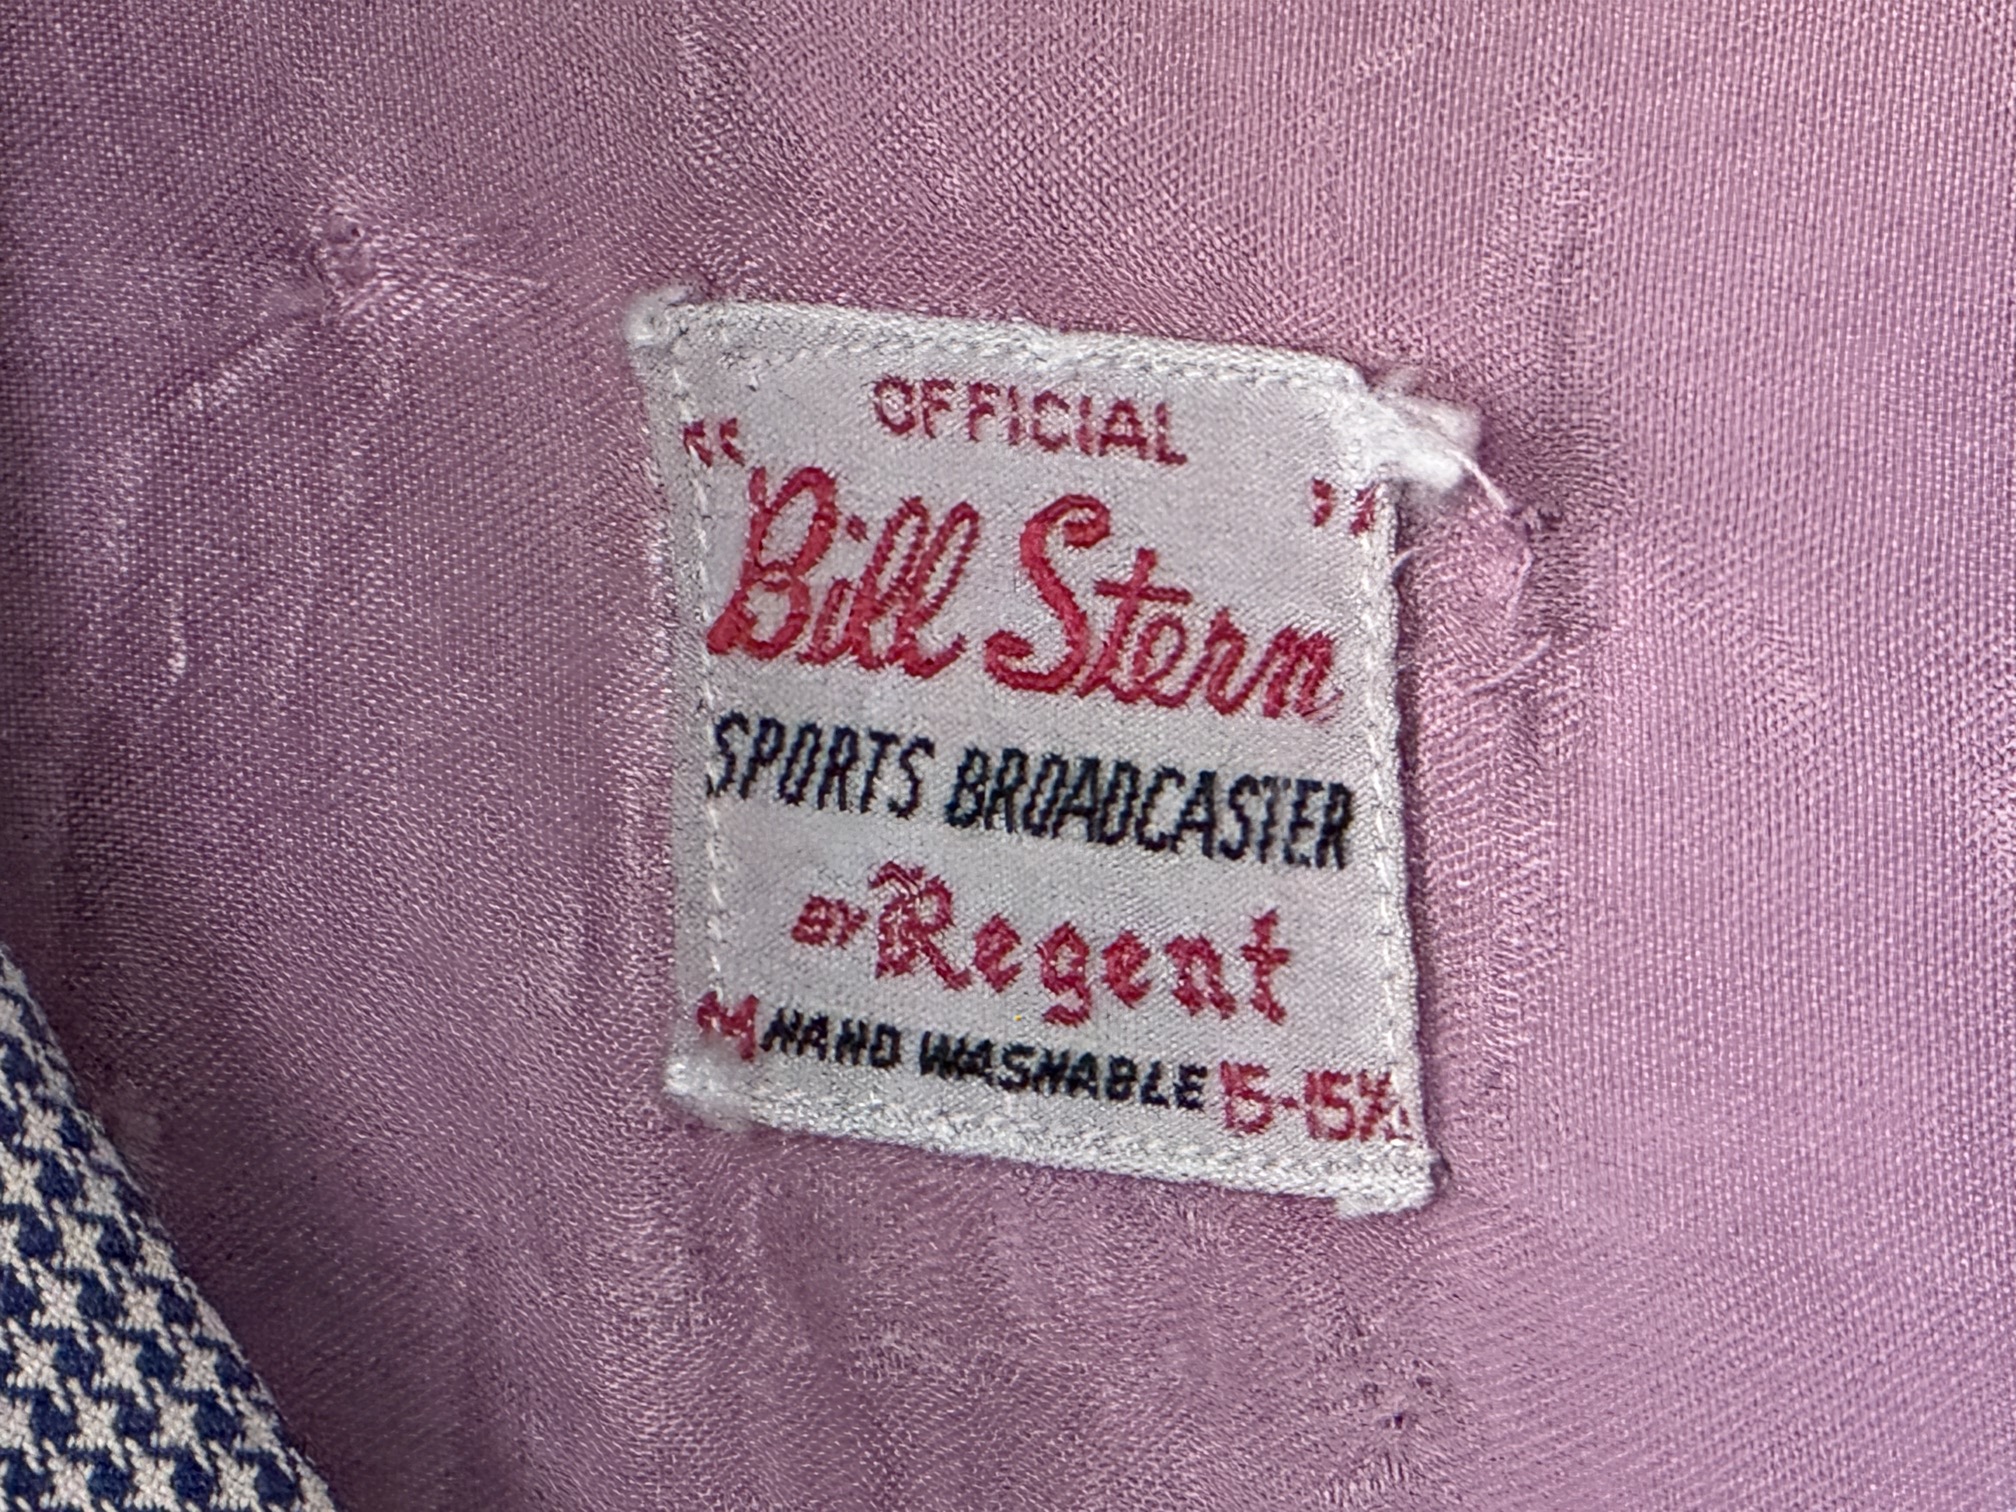 OFFICIAL
"Bill Stern"
SPORTS BROADCASTER
BY Regent
M HAND WASHABLE 15-15½